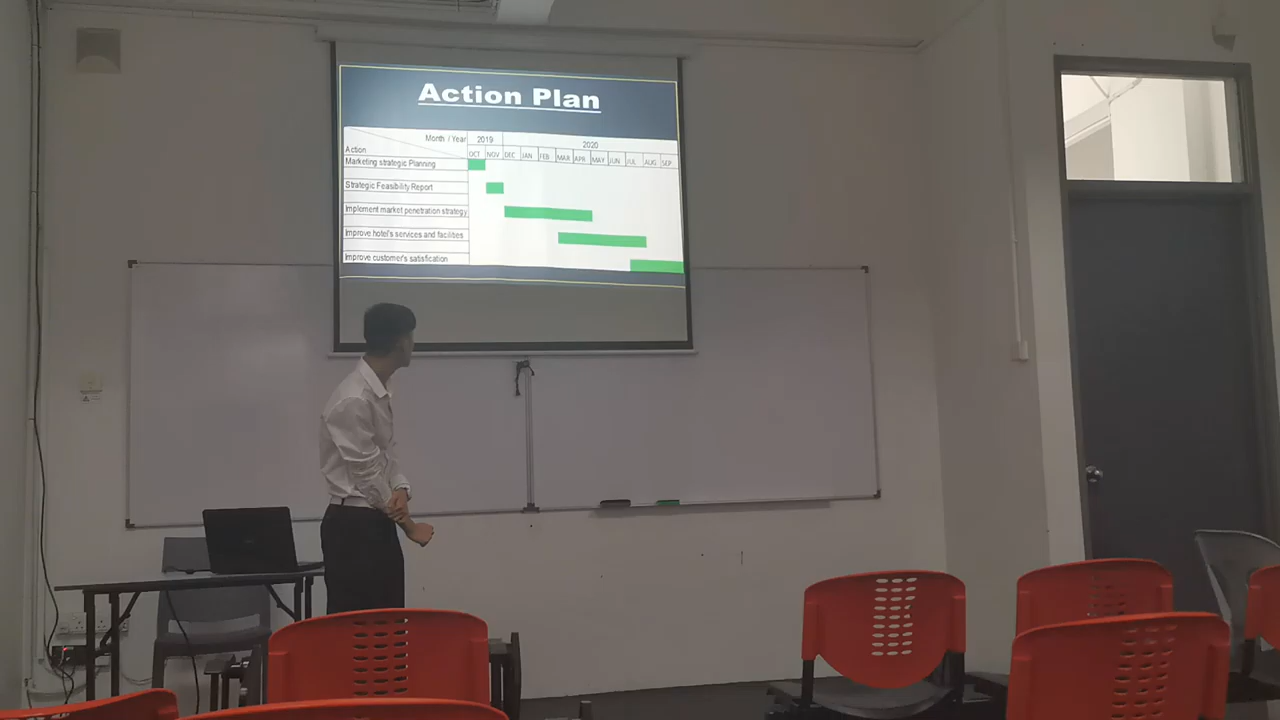 Action Plan
Month / Year 2019 2020
Action OCT NOV DEC JAN FEB MAR APR MAY JUN JUL AUG SEP
Marketing strategic Planning
Strategic Feasibility Report
Implement market penetration strategy
Improve hotel's services and facilities
Improve customer's satisfication